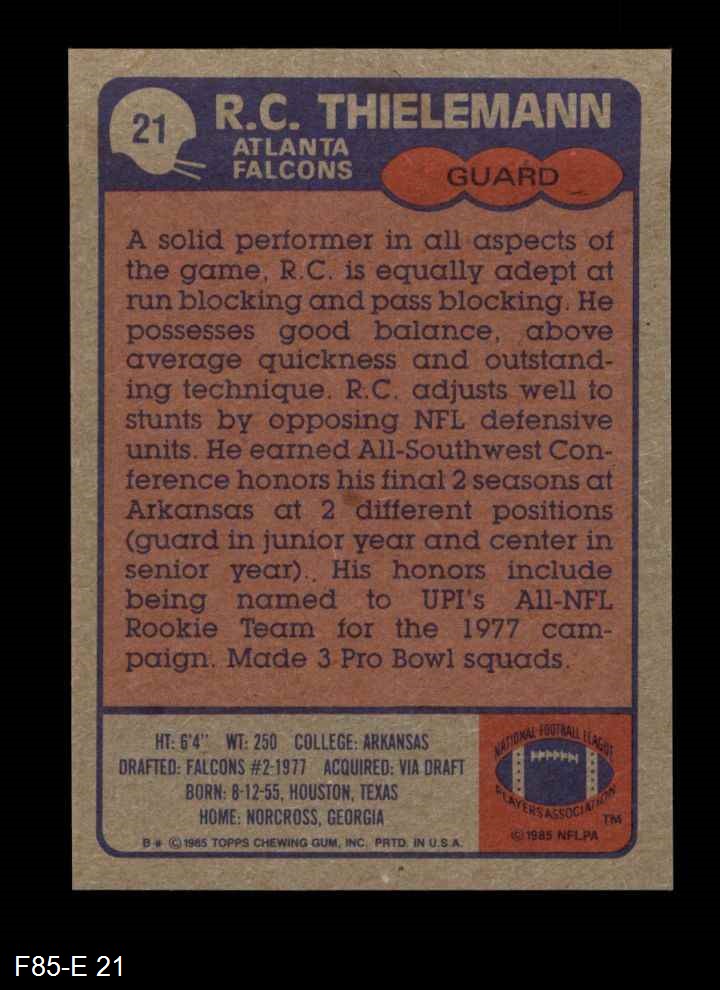 21
R.C. THIELEMANN
ATLANTA
FALCONS
GUARD
A solid performer in all aspects of
the game, R.C. is equally adept at
run blocking and pass blocking. He
possesses good balance, above
average quickness and outstand-
ing technique. R.C. adjusts well to
stunts by opposing NFL defensive
units. He earned All-Southwest Con-
ference honors his final 2 seasons at
Arkansas at 2 different positions
(guard in junior year and center in
senior year). His honors include
being named to UPI's All-NFL
Rookie Team for the 1977 cam-
paign. Made 3 Pro Bowl squads.
HT: 6'4" WT: 250 COLLEGE: ARKANSAS
DRAFTED: FALCONS #2-1977 ACQUIRED: VIA DRAFT
BORN: 8-12-55, HOUSTON, TEXAS
HOME: NORCROSS, GEORGIA
B* © 1985 TOPPS CHEWING GUM, INC. PRTD. IN U.S.A.
NATIONAL FOOTBALL LEAGUE
PLAYERS ASSOCIATION
TM
© 1985 NFLPA
F85-E 21